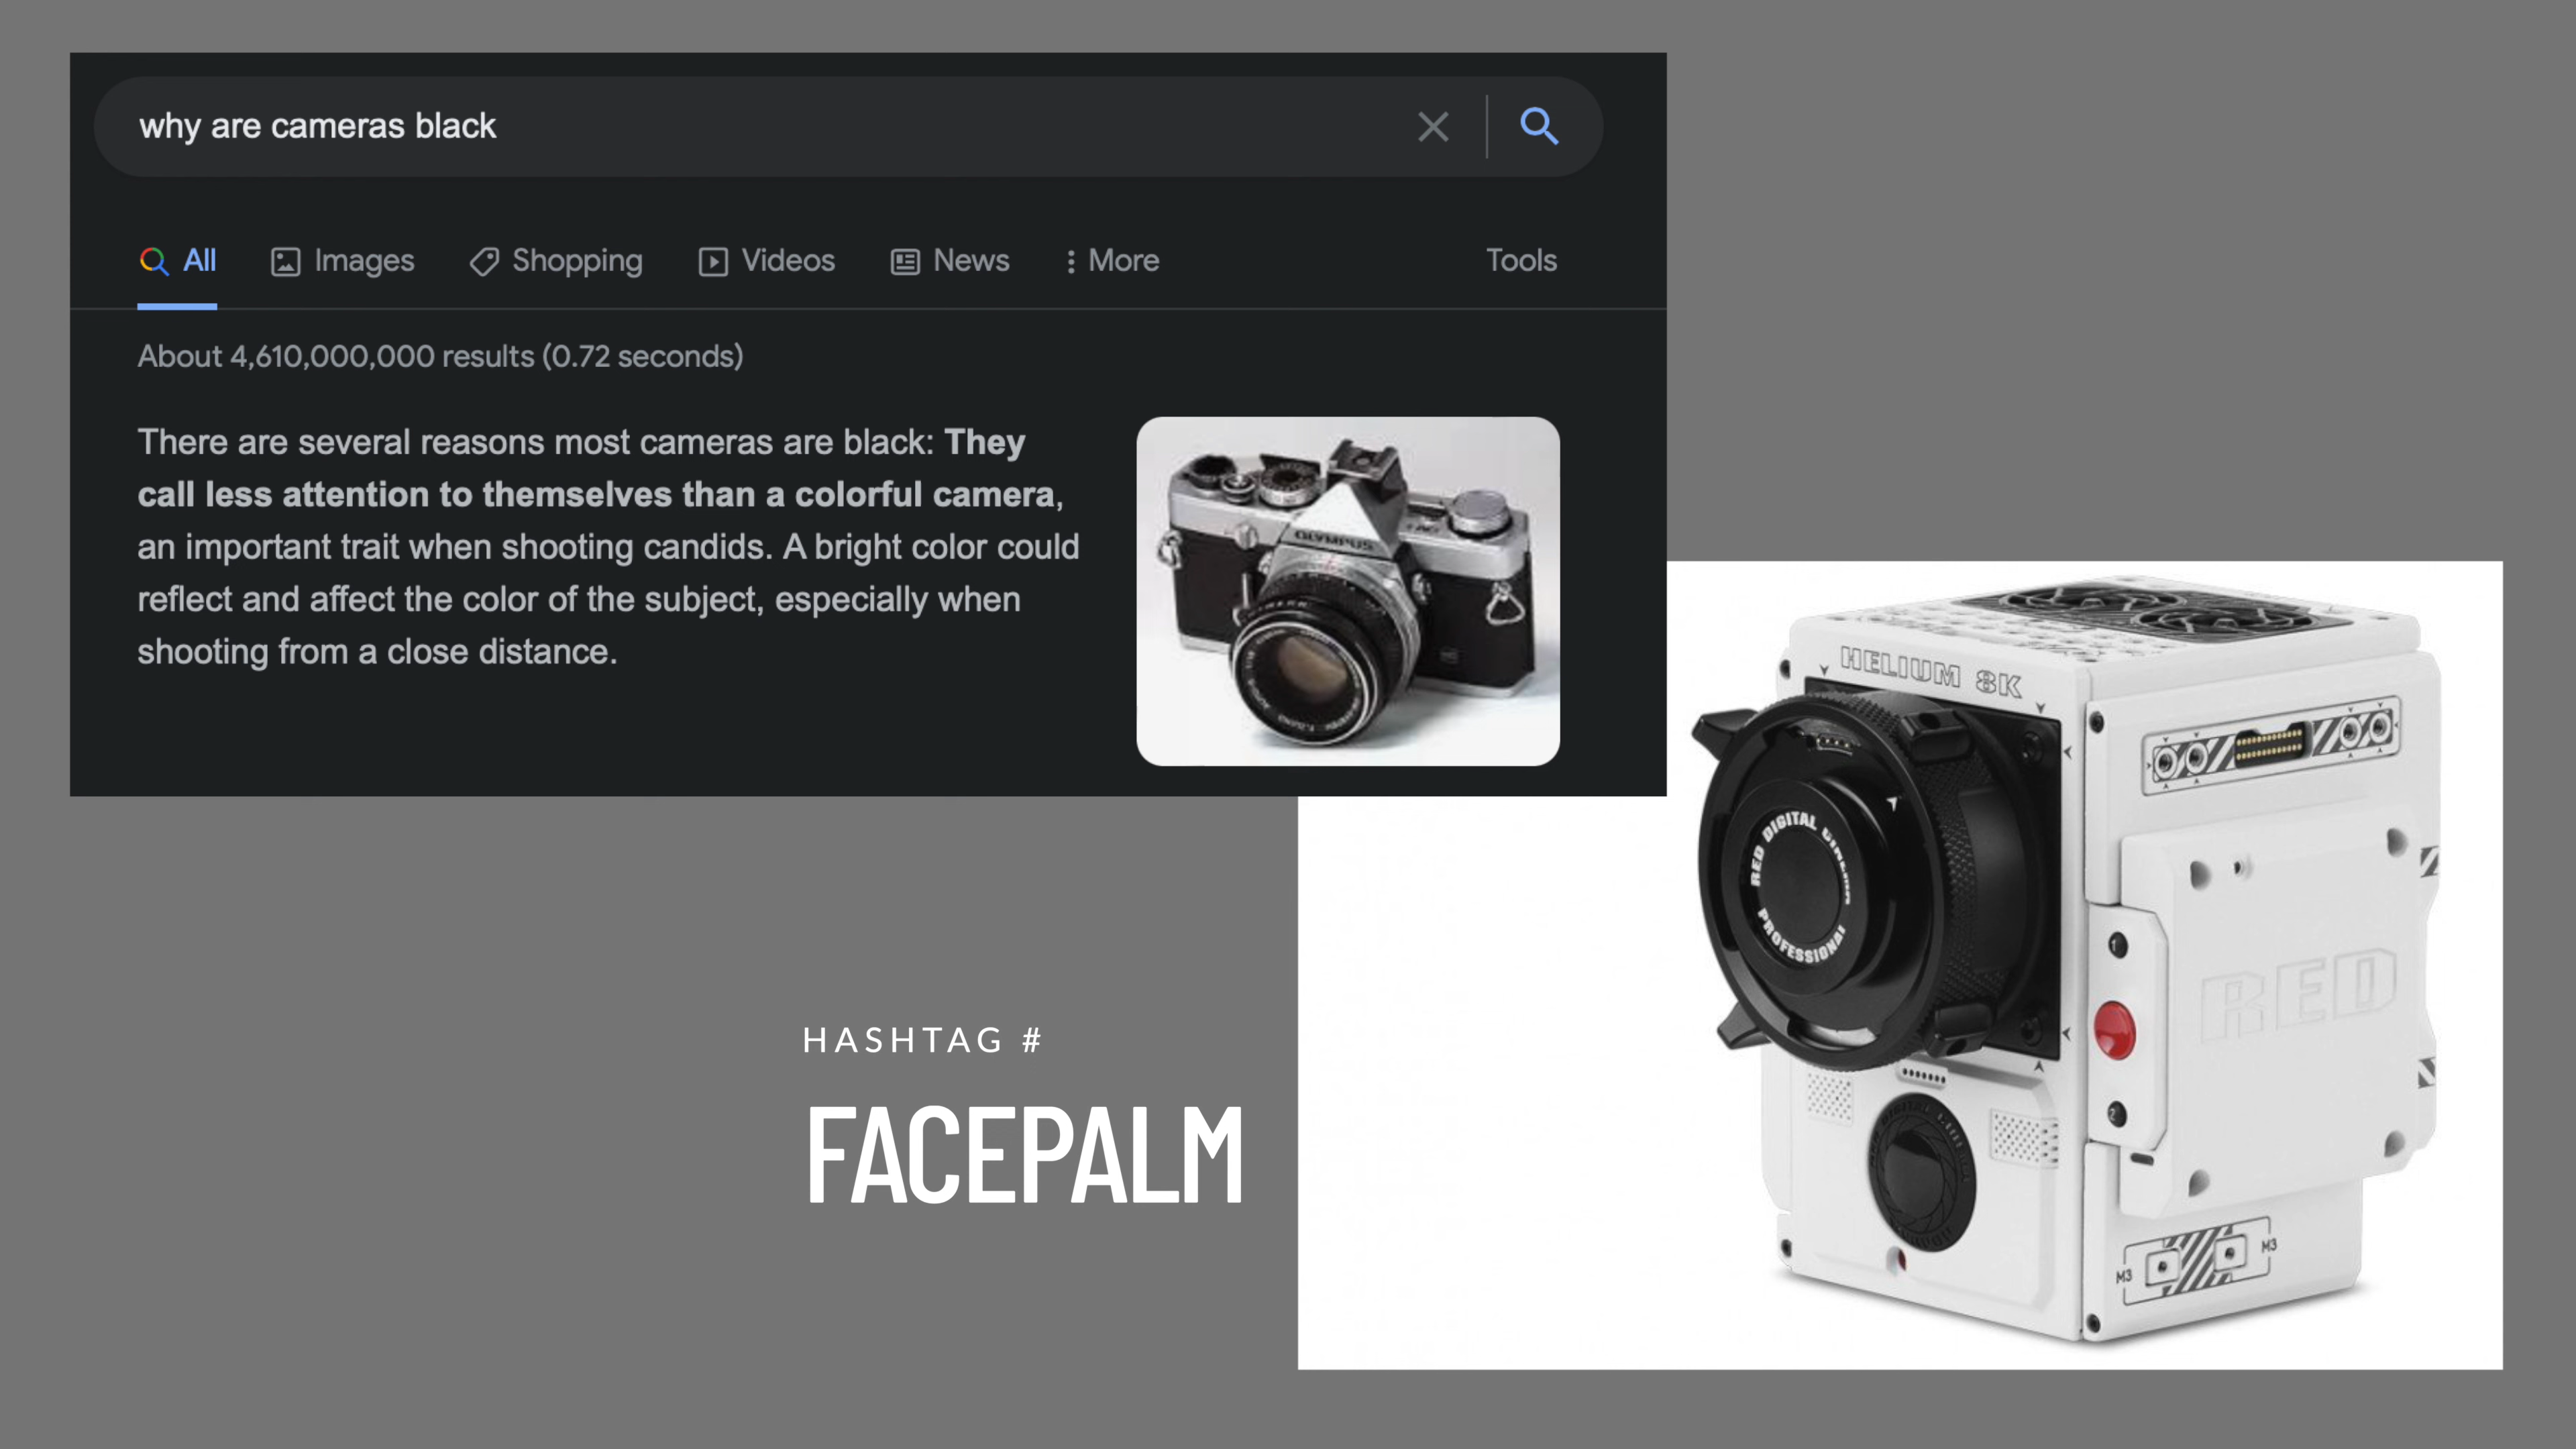 why are cameras black
All Images Shopping Videos News More Tools
About 4,610,000,000 results (0.72 seconds)
There are several reasons most cameras are black: They
call less attention to themselves than a colorful camera,
an important trait when shooting candids. A bright color could
reflect and affect the color of the subject, especially when
shooting from a close distance.
OLYMPUS
HELIUM 8K
RED DIGITAL CINEMA
PROFESSIONAL
RED
1
2
M3
M3
HASHTAG #
FACEPALM